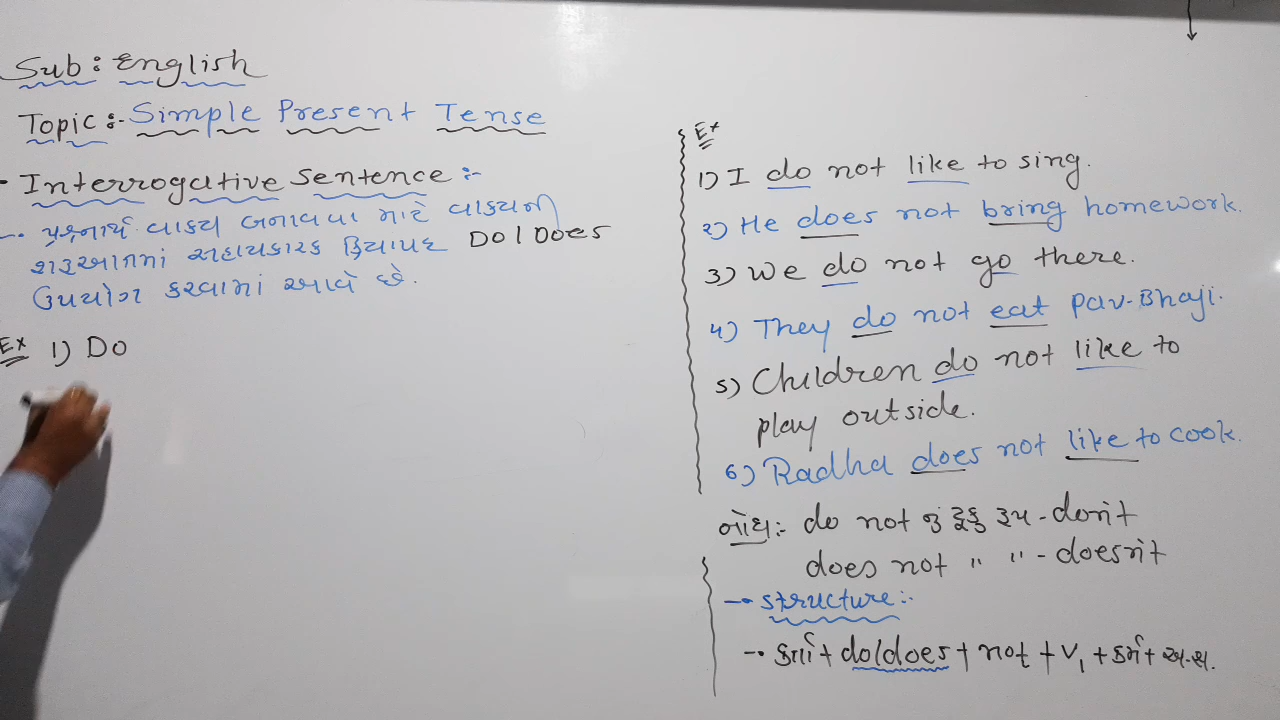 Sub: English
Topic:- Simple Present Tense
- Interrogative Sentence :-
→ પ્રશ્નાર્થ વાક્ય બનાવવા માટે વાક્યની
શરૂઆતમાં સહાયકારક ક્રિયાપદ Do/Does
ઉપયોગ કરવામાં આવે છે.
Ex 1) Do
Ex
1) I do not like to sing.
2) He does not bring homework.
3) We do not go there.
4) They do not eat Pav-Bhaji.
5) Children do not like to
play outside.
6) Radha does not like to cook.
નોંધ:- do not નું ટૂંકુ રૂપ - don't
does not " " - doesn't
→ structure:-
→ કર્તા + do/does + not + V1 + કર્મ + અ.શ.